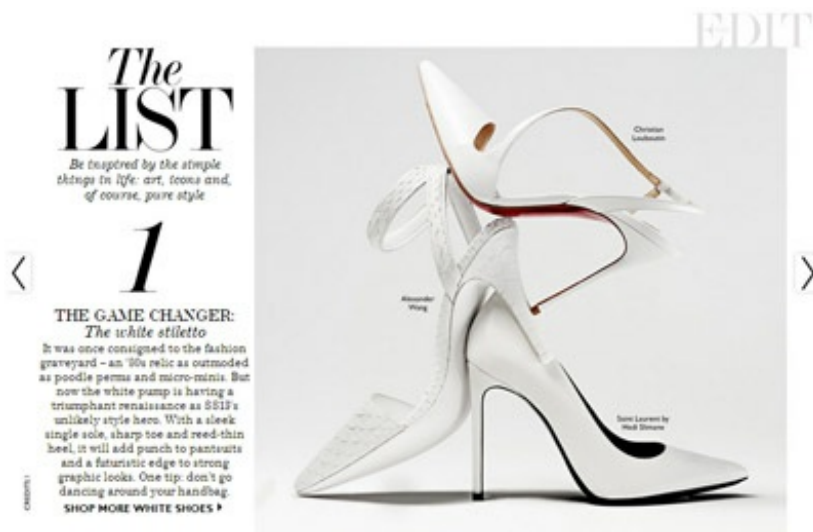 EDIT
The
LIST
Be inspired by the simple
things in life: art, icons and,
of course, pure style
1
THE GAME CHANGER:
The white stiletto
It was once consigned to the fashion
graveyard – an '80s relic as outmoded
as poodle perms and micro-minis. But
now the white pump is having a
triumphant renaissance as SS13's
unlikely style hero. With a sleek
single sole, sharp toe and reed-thin
heel, it will add punch to pantsuits
and a futuristic edge to strong
graphic looks. One tip: don't go
dancing around your handbag.
SHOP MORE WHITE SHOES
CREDITS
Christian
Louboutin
Alexander
Wang
Saint Laurent by
Hedi Slimane